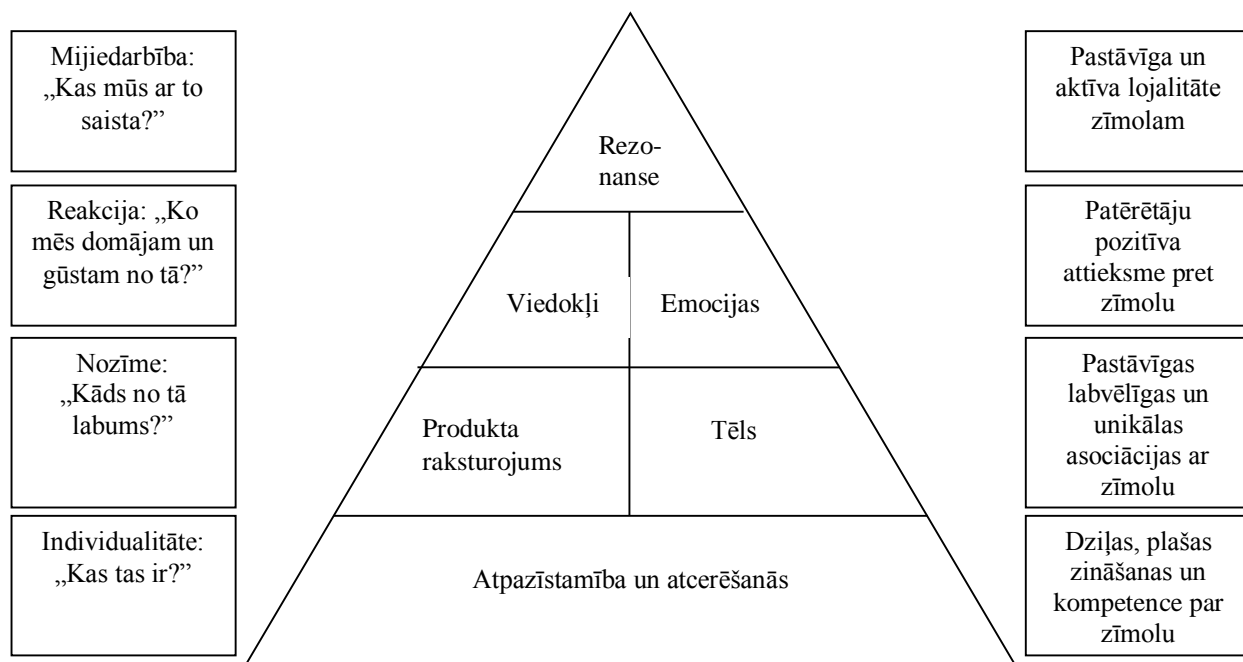 Mijiedarbība:
„Kas mūs ar to
saista?”
Rezo-
nanse
Pastāvīga un
aktīva lojalitāte
zīmolam
Reakcija: „Ko
mēs domājam un
gūstam no tā?”
Viedokļi
Emocijas
Patērētāju
pozitīva
attieksme pret
zīmolu
Nozīme:
„Kāds no tā
labums?”
Produkta
raksturojums
Tēls
Pastāvīgas
labvēlīgas un
unikālas
asociācijas ar
zīmolu
Individualitāte:
„Kas tas ir?”
Atpazīstamība un atcerēšanās
Dziļas, plašas
zināšanas un
kompetence par
zīmolu